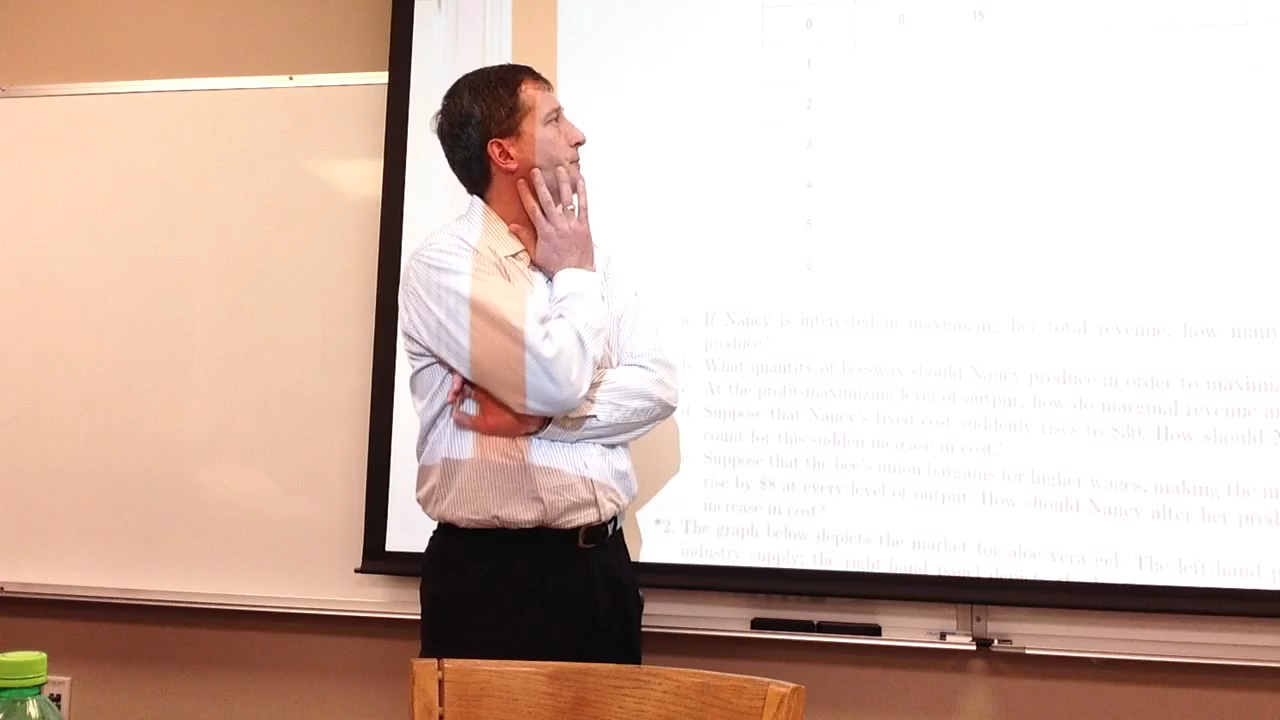 0 0 15
1
2
3
4
5
6
a. If Nancy is interested in maximizing her total revenue, how many
produce?
What quantity of beeswax should Nancy produce in order to maximiz
At the profit-maximizing level of output, how do marginal revenue a
d. Suppose that Nancy's fixed cost suddenly rises to $30. How should
count for this sudden increase in cost?
Suppose that the bee's union bargains for higher wages, making the m
rise by $8 at every level of output. How should Nancy alter her prod
increase in cost?
*2. The graph below depicts the market for aloe vera gel. The left hand p
industry supply; the right hand panel